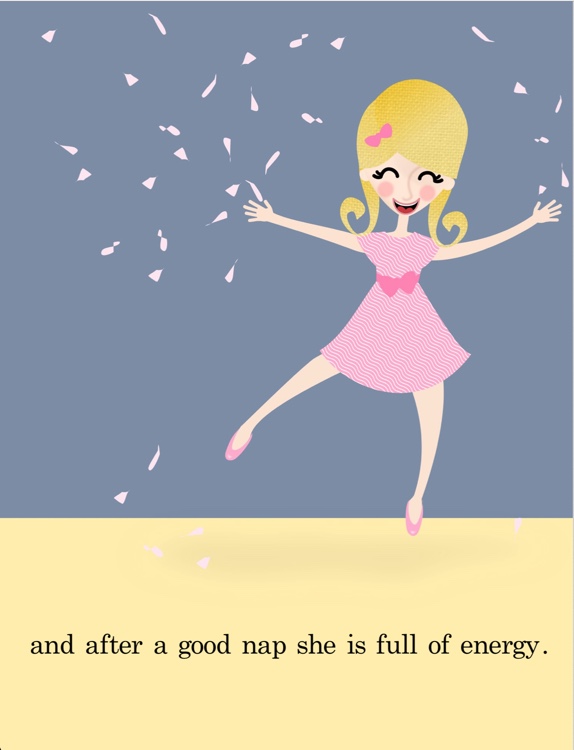 and after a good nap she is full of energy.